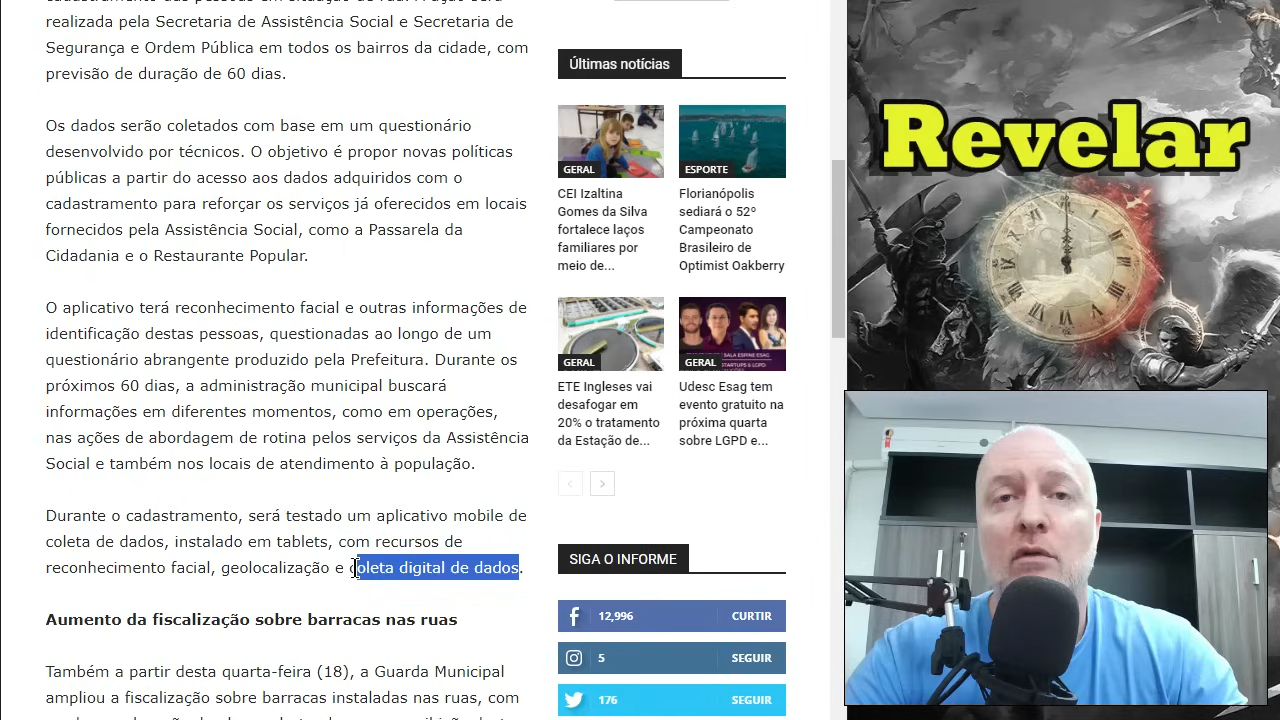 realizada pela Secretaria de Assistência Social e Secretaria de
Segurança e Ordem Pública em todos os bairros da cidade, com
previsão de duração de 60 dias.
Os dados serão coletados com base em um questionário
desenvolvido por técnicos. O objetivo é propor novas políticas
públicas a partir do acesso aos dados adquiridos com o
cadastramento para reforçar os serviços já oferecidos em locais
fornecidos pela Assistência Social, como a Passarela da
Cidadania e o Restaurante Popular.
O aplicativo terá reconhecimento facial e outras informações de
identificação destas pessoas, questionadas ao longo de um
questionário abrangente produzido pela Prefeitura. Durante os
próximos 60 dias, a administração municipal buscará
informações em diferentes momentos, como em operações,
nas ações de abordagem de rotina pelos serviços da Assistência
Social e também nos locais de atendimento à população.
Durante o cadastramento, será testado um aplicativo mobile de
coleta de dados, instalado em tablets, com recursos de
reconhecimento facial, geolocalização e coleta digital de dados.
Aumento da fiscalização sobre barracas nas ruas
Também a partir desta quarta-feira (18), a Guarda Municipal
ampliou a fiscalização sobre barracas instaladas nas ruas, com
Últimas notícias
GERAL
CEI Izaltina
Gomes da Silva
fortalece laços
familiares por
meio de...
ESPORTE
Florianópolis
sediará o 52º
Campeonato
Brasileiro de
Optimist Oakberry
GERAL
ETE Ingleses vai
desafogar em
20% o tratamento
da Estação de...
SALA ESPINE ESAG
STARTUPS & LGPD:
GERAL
Udesc Esag tem
evento gratuito na
próxima quarta
sobre LGPD e...
SIGA O INFORME
12,996 CURTIR
5 SEGUIR
176 SEGUIR
Revelar